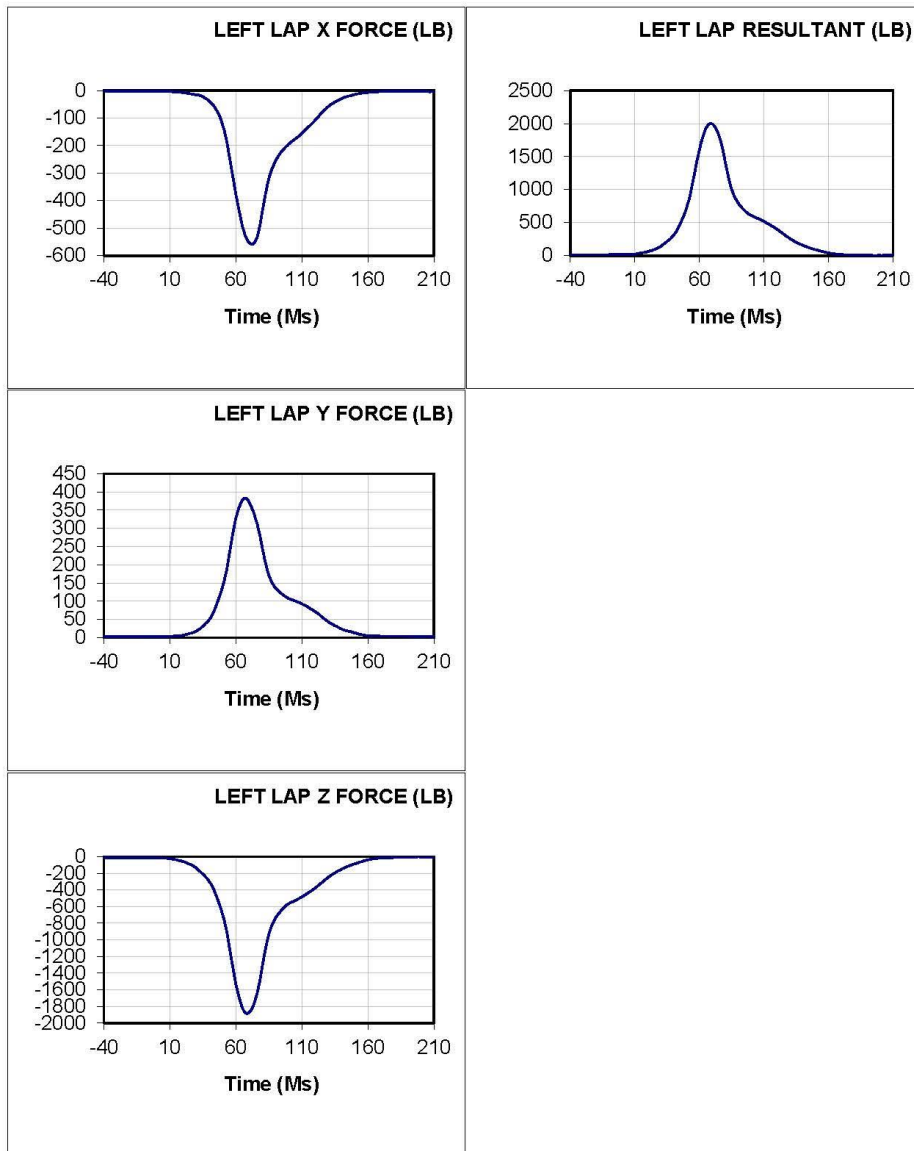 LEFT LAP X FORCE (LB)
0
-100
-200
-300
-400
-500
-600
-40 10 60 110 160 210
Time (Ms)
LEFT LAP RESULTANT (LB)
2500
2000
1500
1000
500
0
-40 10 60 110 160 210
Time (Ms)
LEFT LAP Y FORCE (LB)
450
400
350
300
250
200
150
100
50
0
-40 10 60 110 160 210
Time (Ms)
LEFT LAP Z FORCE (LB)
0
-200
-400
-600
-800
-1000
-1200
-1400
-1600
-1800
-2000
-40 10 60 110 160 210
Time (Ms)